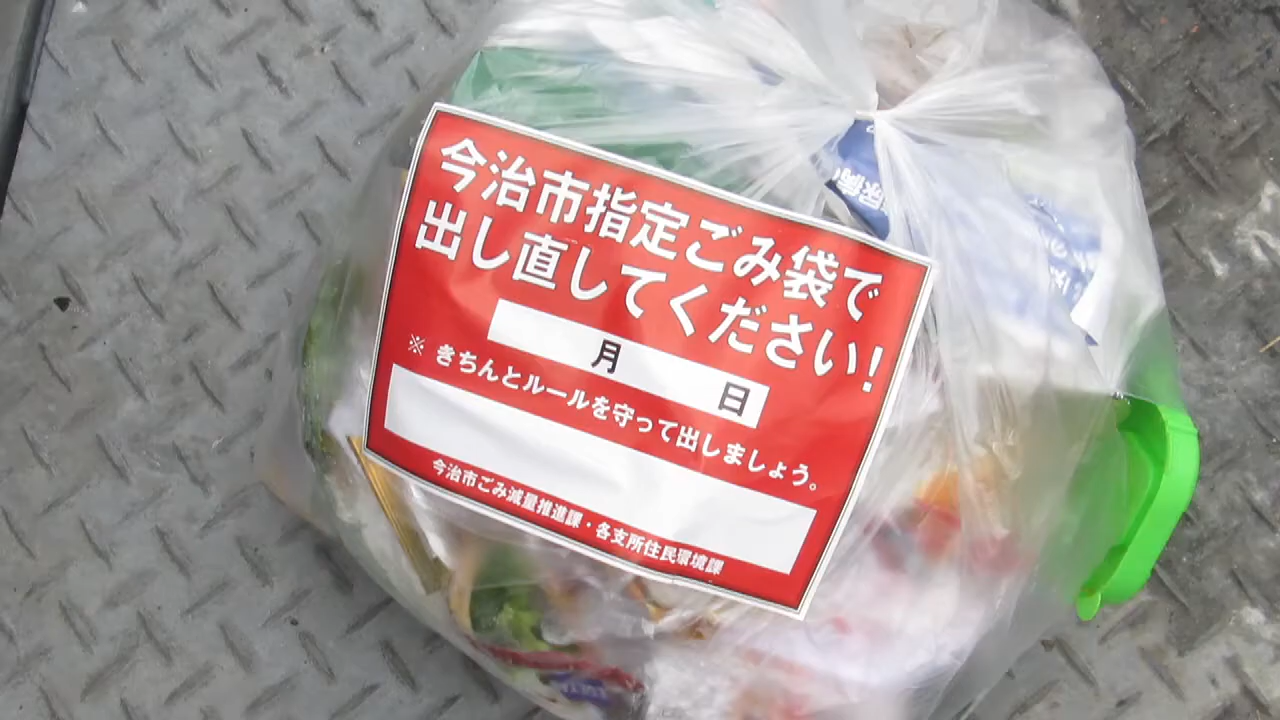 今治市指定ごみ袋で
出し直してください!
月 日
※ きちんとルールを守って出しましょう。
今治市ごみ減量推進課・各支所住民環境課
尿病